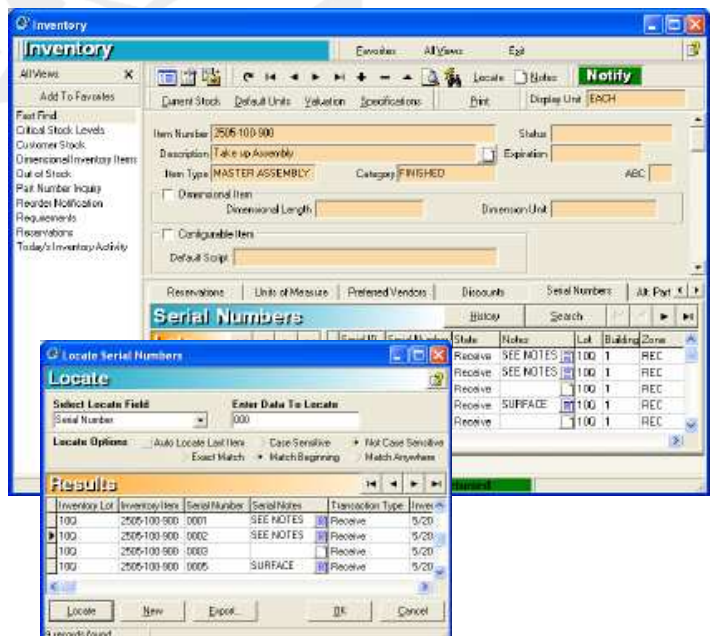 Inventory
Inventory
Favorites All Views Exit
All Views X
Add To Favorites
Fast Find
Critical Stock Levels
Customer Stock
Dimensional Inventory Items
Out of Stock
Part Number Inquiry
Reorder Notification
Requirements
Reservations
Today's Inventory Activity
Locate Notes Notify
Current Stock Default Units Valuation Specifications Print Display Unit EACH
Item Number 2505-100-900 Status
Description Take up Assembly Expiration
Item Type MASTER ASSEMBLY Category FINISHED ABC
Dimensional Item
Dimensional Length Dimension Unit
Configurable Item
Default Script
Reservations Units of Measure Preferred Vendors Discounts Serial Numbers Alt Part
Serial Numbers History Search
State Notes Lot Building Zone
Receive SEE NOTES 100 1 REC
Receive SEE NOTES 100 1 REC
Receive 100 1 REC
Receive SURFACE 100 1 REC
Receive 100 1 REC
Locate Serial Numbers
Locate
Select Locate Field Enter Data To Locate
Serial Number 000
Locate Options Auto Locate Last Item Case Sensitive Not Case Sensitive
Exact Match Match Beginning Match Anywhere
Results
Inventory Lot Inventory Item Serial Number Serial Notes Transaction Type
100 2505-100-900 0001 SEE NOTES Receive 5/20
100 2505-100-900 0002 SEE NOTES Receive 5/20
100 2505-100-900 0003 Receive 5/20
100 2505-100-900 0005 SURFACE Receive 5/20
Locate New Export... OK Cancel
9 records found